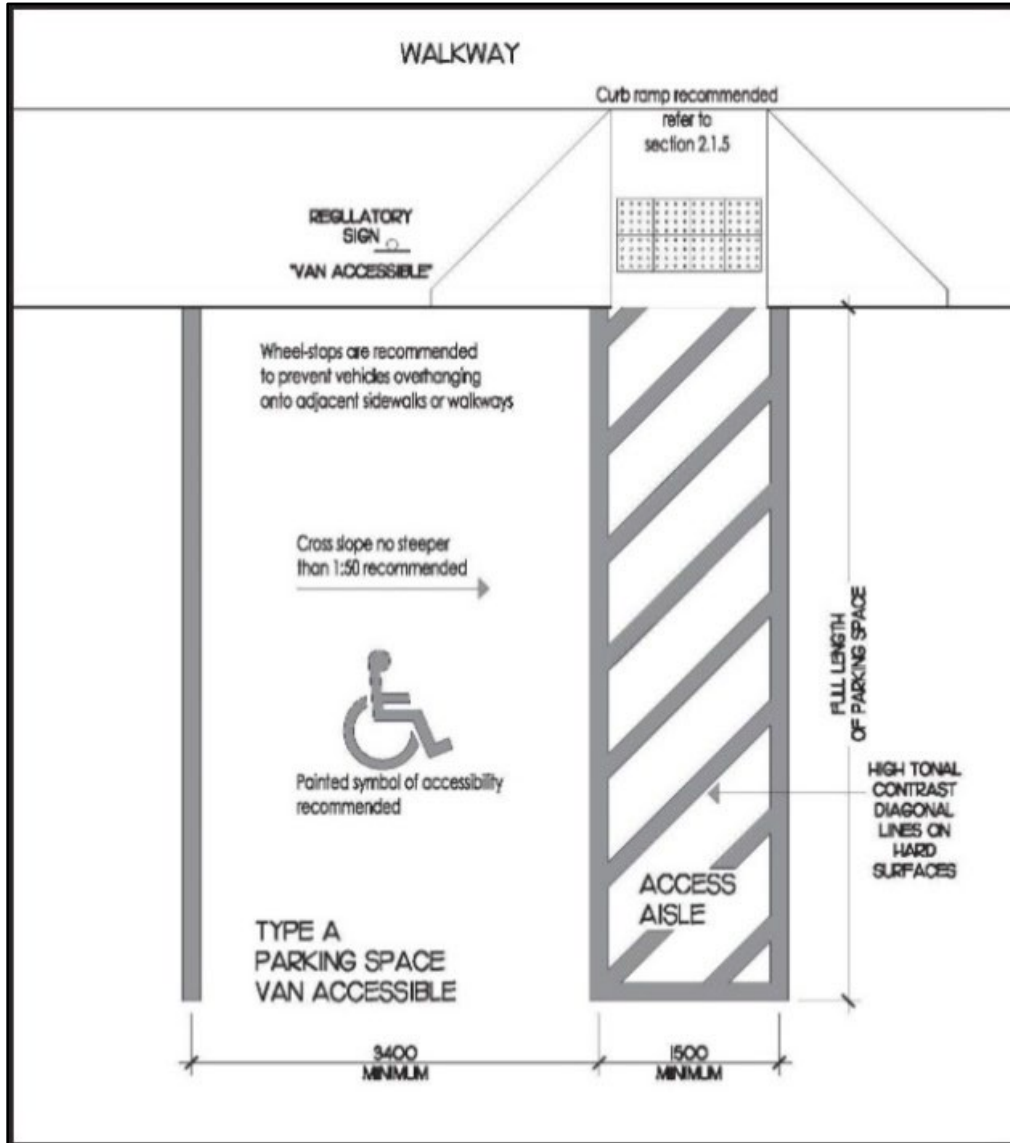 WALKWAY
Curb ramp recommended
refer to
section 2.1.5
REGULATORY
SIGN
"VAN ACCESSIBLE"
Wheel-stops are recommended
to prevent vehicles overhanging
onto adjacent sidewalks or walkways
Cross slope no steeper
than 1:50 recommended
FULL LENGTH
OF PARKING SPACE
Painted symbol of accessibility
recommended
HIGH TONAL
CONTRAST
DIAGONAL
LINES ON
HARD
SURFACES
ACCESS
AISLE
TYPE A
PARKING SPACE
VAN ACCESSIBLE
3400
MINIMUM
1500
MINIMUM